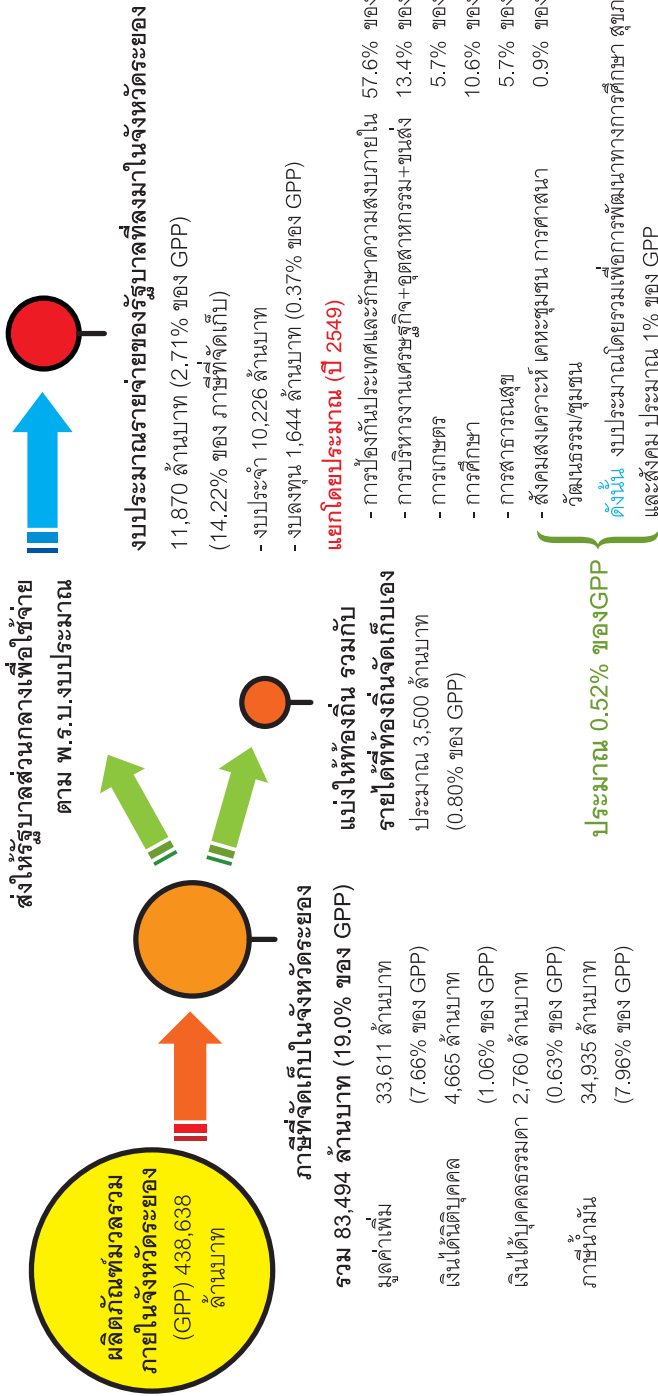 ผลิตภัณฑ์มวลรวม
ภายในจังหวัดระยอง
(GPP) 438,638
ล้านบาท
ภาษีที่จัดเก็บในจังหวัดระยอง
รวม 83,494 ล้านบาท (19.0% ของ GPP)
มูลค่าเพิ่ม 33,611 ล้านบาท
(7.66% ของ GPP)
เงินได้นิติบุคคล 4,665 ล้านบาท
(1.06% ของ GPP)
เงินได้บุคคลธรรมดา 2,760 ล้านบาท
(0.63% ของ GPP)
ภาษีน้ำมัน 34,935 ล้านบาท
(7.96% ของ GPP)
ส่งให้รัฐบาลส่วนกลางเพื่อใช้จ่าย
ตาม พ.ร.บ.งบประมาณ
แบ่งให้ท้องถิ่น รวมกับ
รายได้ที่ท้องถิ่นจัดเก็บเอง
ประมาณ 3,500 ล้านบาท
(0.80% ของ GPP)
งบประมาณรายจ่ายของรัฐบาลที่ลงมาในจังหวัดระยอง
11,870 ล้านบาท (2.71% ของ GPP)
(14.22% ของ ภาษีที่จัดเก็บ)
- งบประจำ 10,226 ล้านบาท
- งบลงทุน 1,644 ล้านบาท (0.37% ของ GPP)
แยกโดยประมาณ (ปี 2549)
- การป้องกันประเทศและรักษาความสงบภายใน 57.6% ของ
- การบริหารงานเศรษฐกิจ+อุตสาหกรรม+ขนส่ง 13.4% ของ
- การเกษตร 5.7% ของ
- การศึกษา 10.6% ของ
- การสาธารณสุข 5.7% ของ
- สังคมสงเคราะห์ เคหะชุมชน การศาสนา 0.9% ของ
วัฒนธรรม/ชุมชน
ประมาณ 0.52% ของGPP
ดังนั้น งบประมาณโดยรวมเพื่อการพัฒนาทางการศึกษา สุขภ
และสังคม ประมาณ 1% ของ GPP